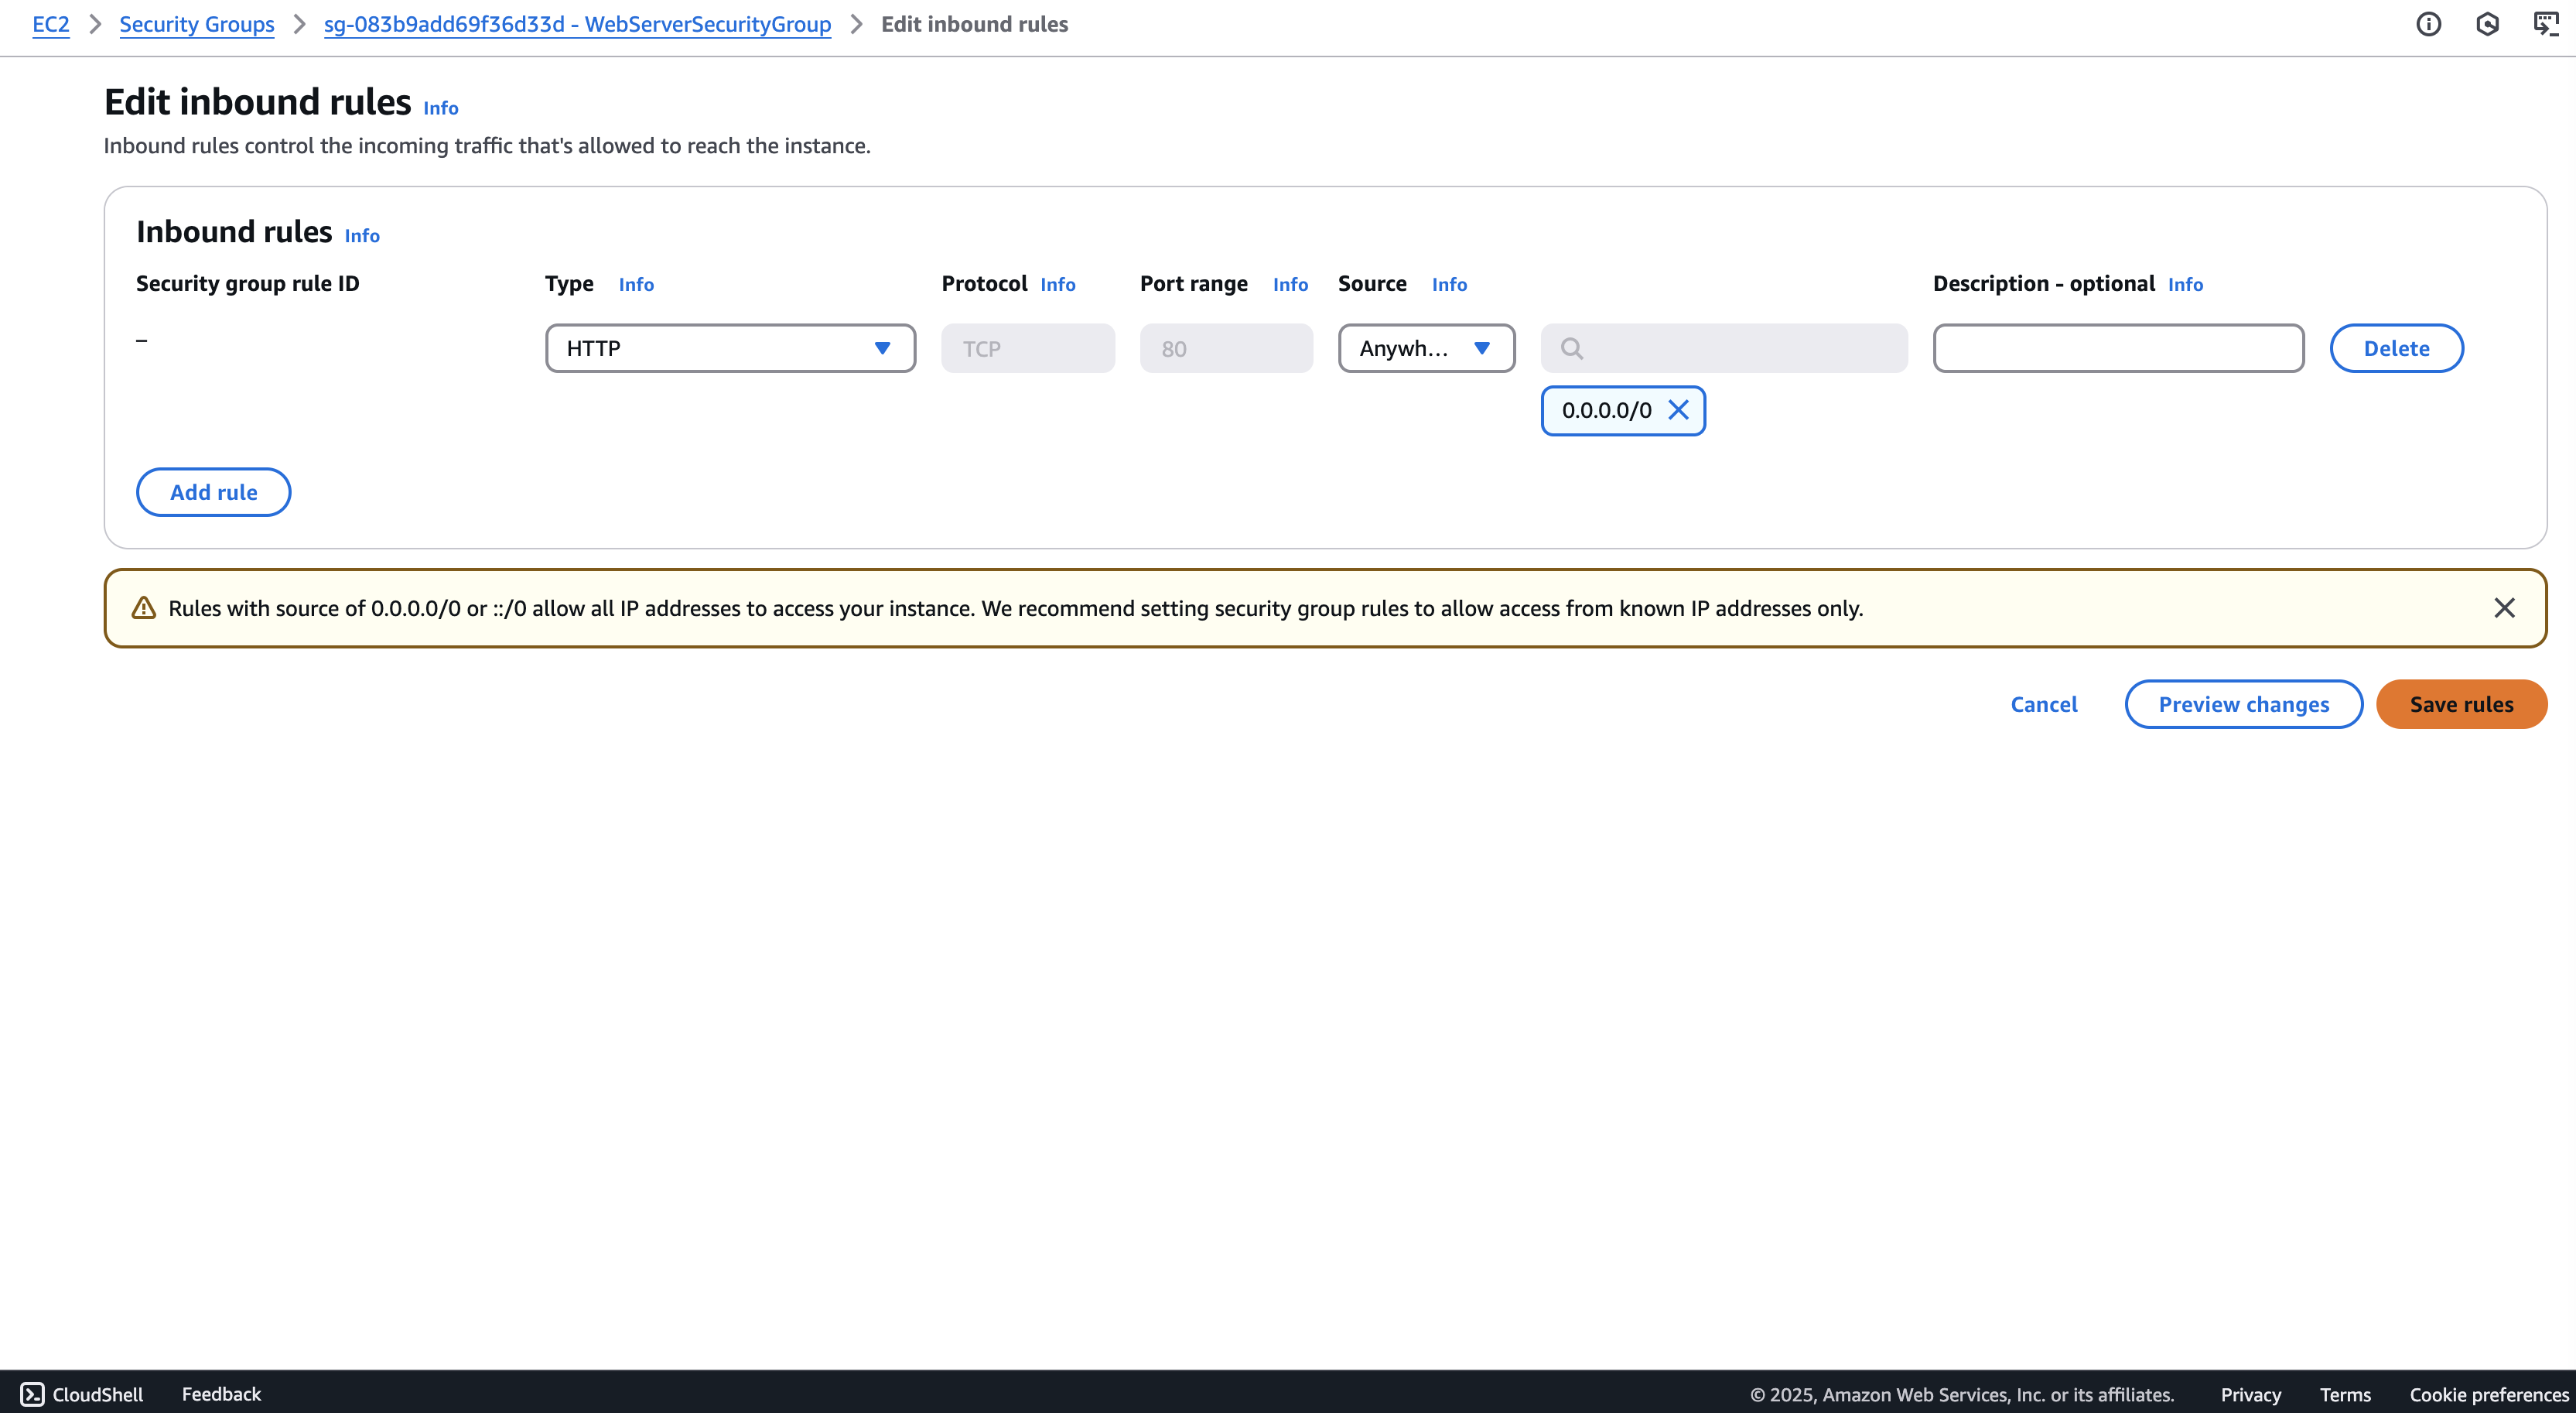 EC2 > Security Groups > sg-083b9add69f36d33d - WebServerSecurityGroup > Edit inbound rules
Edit inbound rules Info
Inbound rules control the incoming traffic that's allowed to reach the instance.
Inbound rules Info
Security group rule ID Type Info Protocol Info Port range Info Source Info Description - optional Info
– HTTP TCP 80 Anywh... Delete
0.0.0.0/0
Add rule
Rules with source of 0.0.0.0/0 or ::/0 allow all IP addresses to access your instance. We recommend setting security group rules to allow access from known IP addresses only.
Cancel Preview changes Save rules
CloudShell Feedback © 2025, Amazon Web Services, Inc. or its affiliates. Privacy Terms Cookie preferences